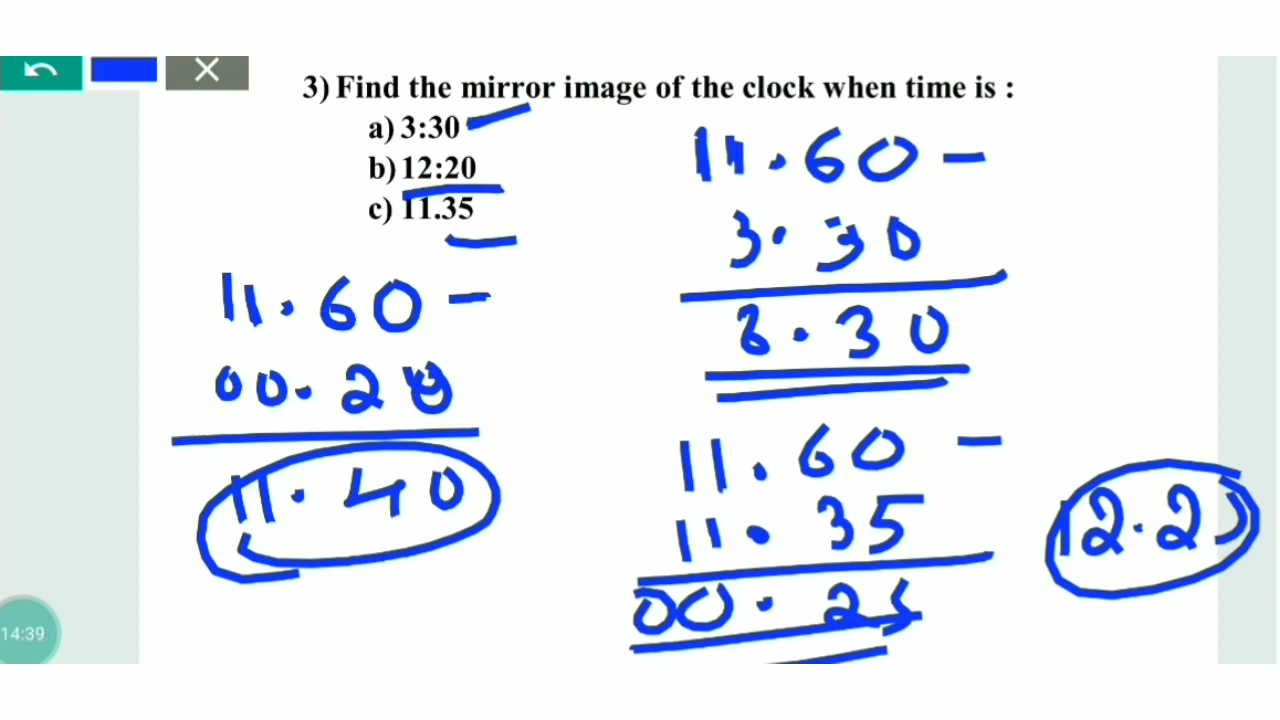 3) Find the mirror image of the clock when time is :
a) 3:30
b) 12:20
c) 11.35
11.60 -
3.30
8.30
11.60 -
00.20
11.40
11.60 -
11.35
00.25
12.25
14:39